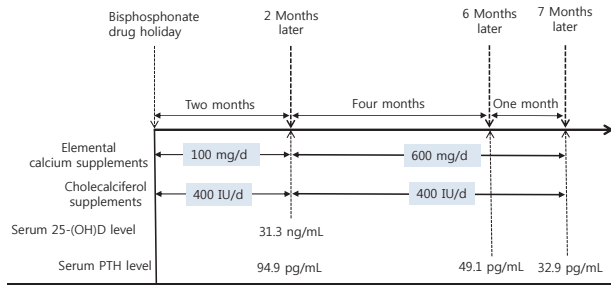 Bisphosphonate
drug holiday
2 Months
later
6 Months
later
7 Months
later
Two months
Four months
One month
Elemental
calcium supplements
100 mg/d
600 mg/d
Cholecalciferol
supplements
400 IU/d
400 IU/d
Serum 25-(OH)D level
31.3 ng/mL
Serum PTH level
94.9 pg/mL
49.1 pg/mL
32.9 pg/mL